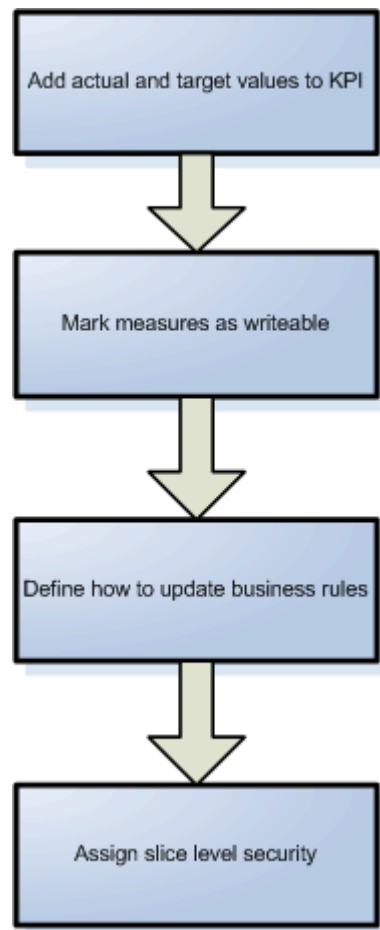 Add actual and target values to KPI
Mark measures as writeable
Define how to update business rules
Assign slice level security